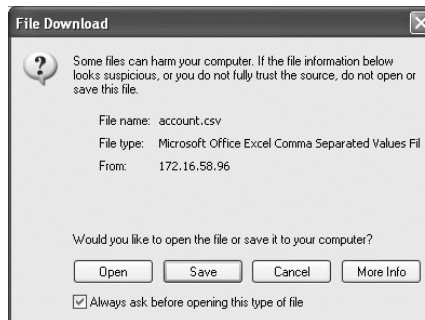 File Download
Some files can harm your computer. If the file information below
looks suspicious, or you do not fully trust the source, do not open or
save this file.
File name: account.csv
File type: Microsoft Office Excel Comma Separated Values Fil
From: 172.16.58.96
Would you like to open the file or save it to your computer?
Open Save Cancel More Info
Always ask before opening this type of file